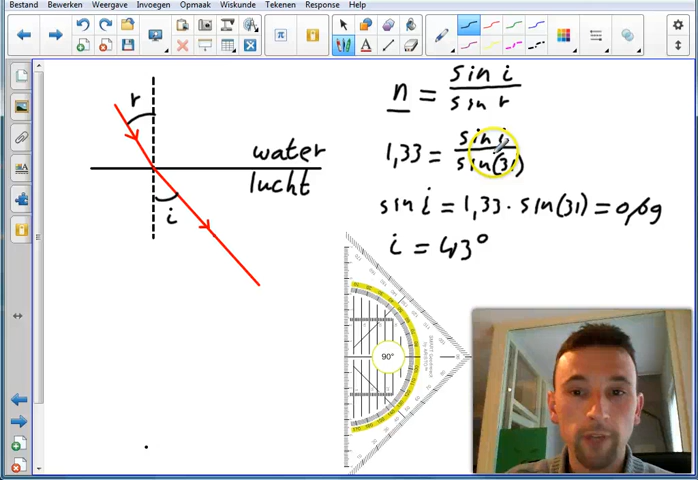 Bestand Bewerken Weergave Invoegen Opmaak Wiskunde Tekenen Response Help
r
water
lucht
i
n = sin i / sin r
1,33 = sin i / sin(31)
sin i = 1,33 · sin(31) = 0,69
i = 43°
90°